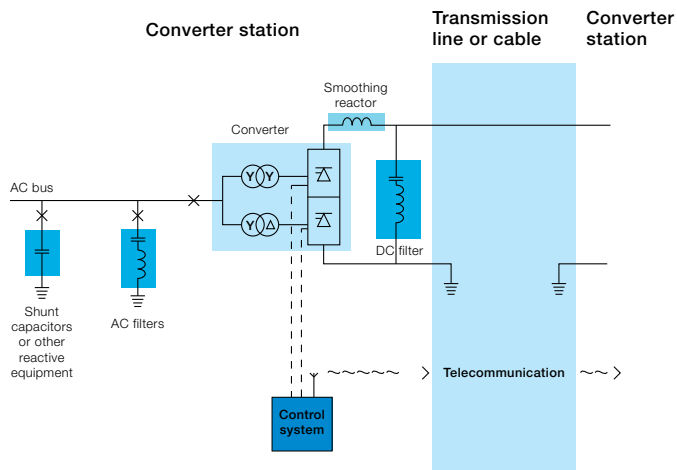 Converter station
Transmission
line or cable
Converter
station
Smoothing
reactor
Converter
Y Y
AC bus
Y Δ
DC filter
Shunt
capacitors
or other
reactive
equipment
AC filters
Telecommunication
Control
system